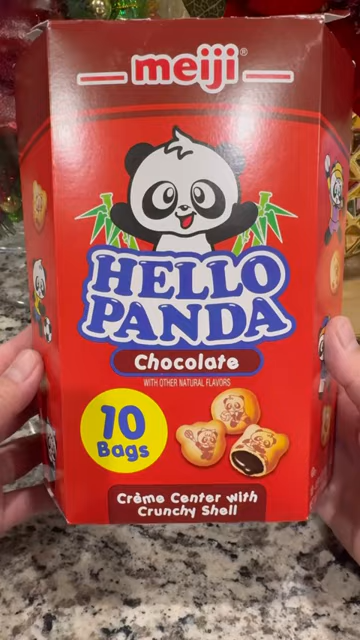 meiji®
HELLO
PANDA
Chocolate
WITH OTHER NATURAL FLAVORS
10
Bags
Crème Center with
Crunchy Shell